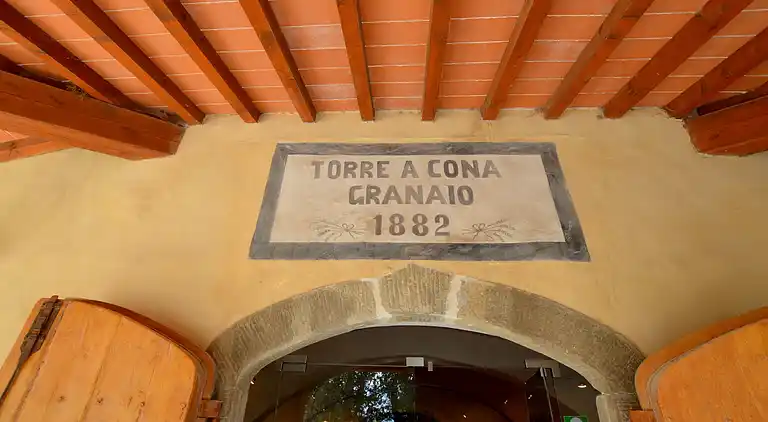 TORRE A CONA
GRANAIO
1882